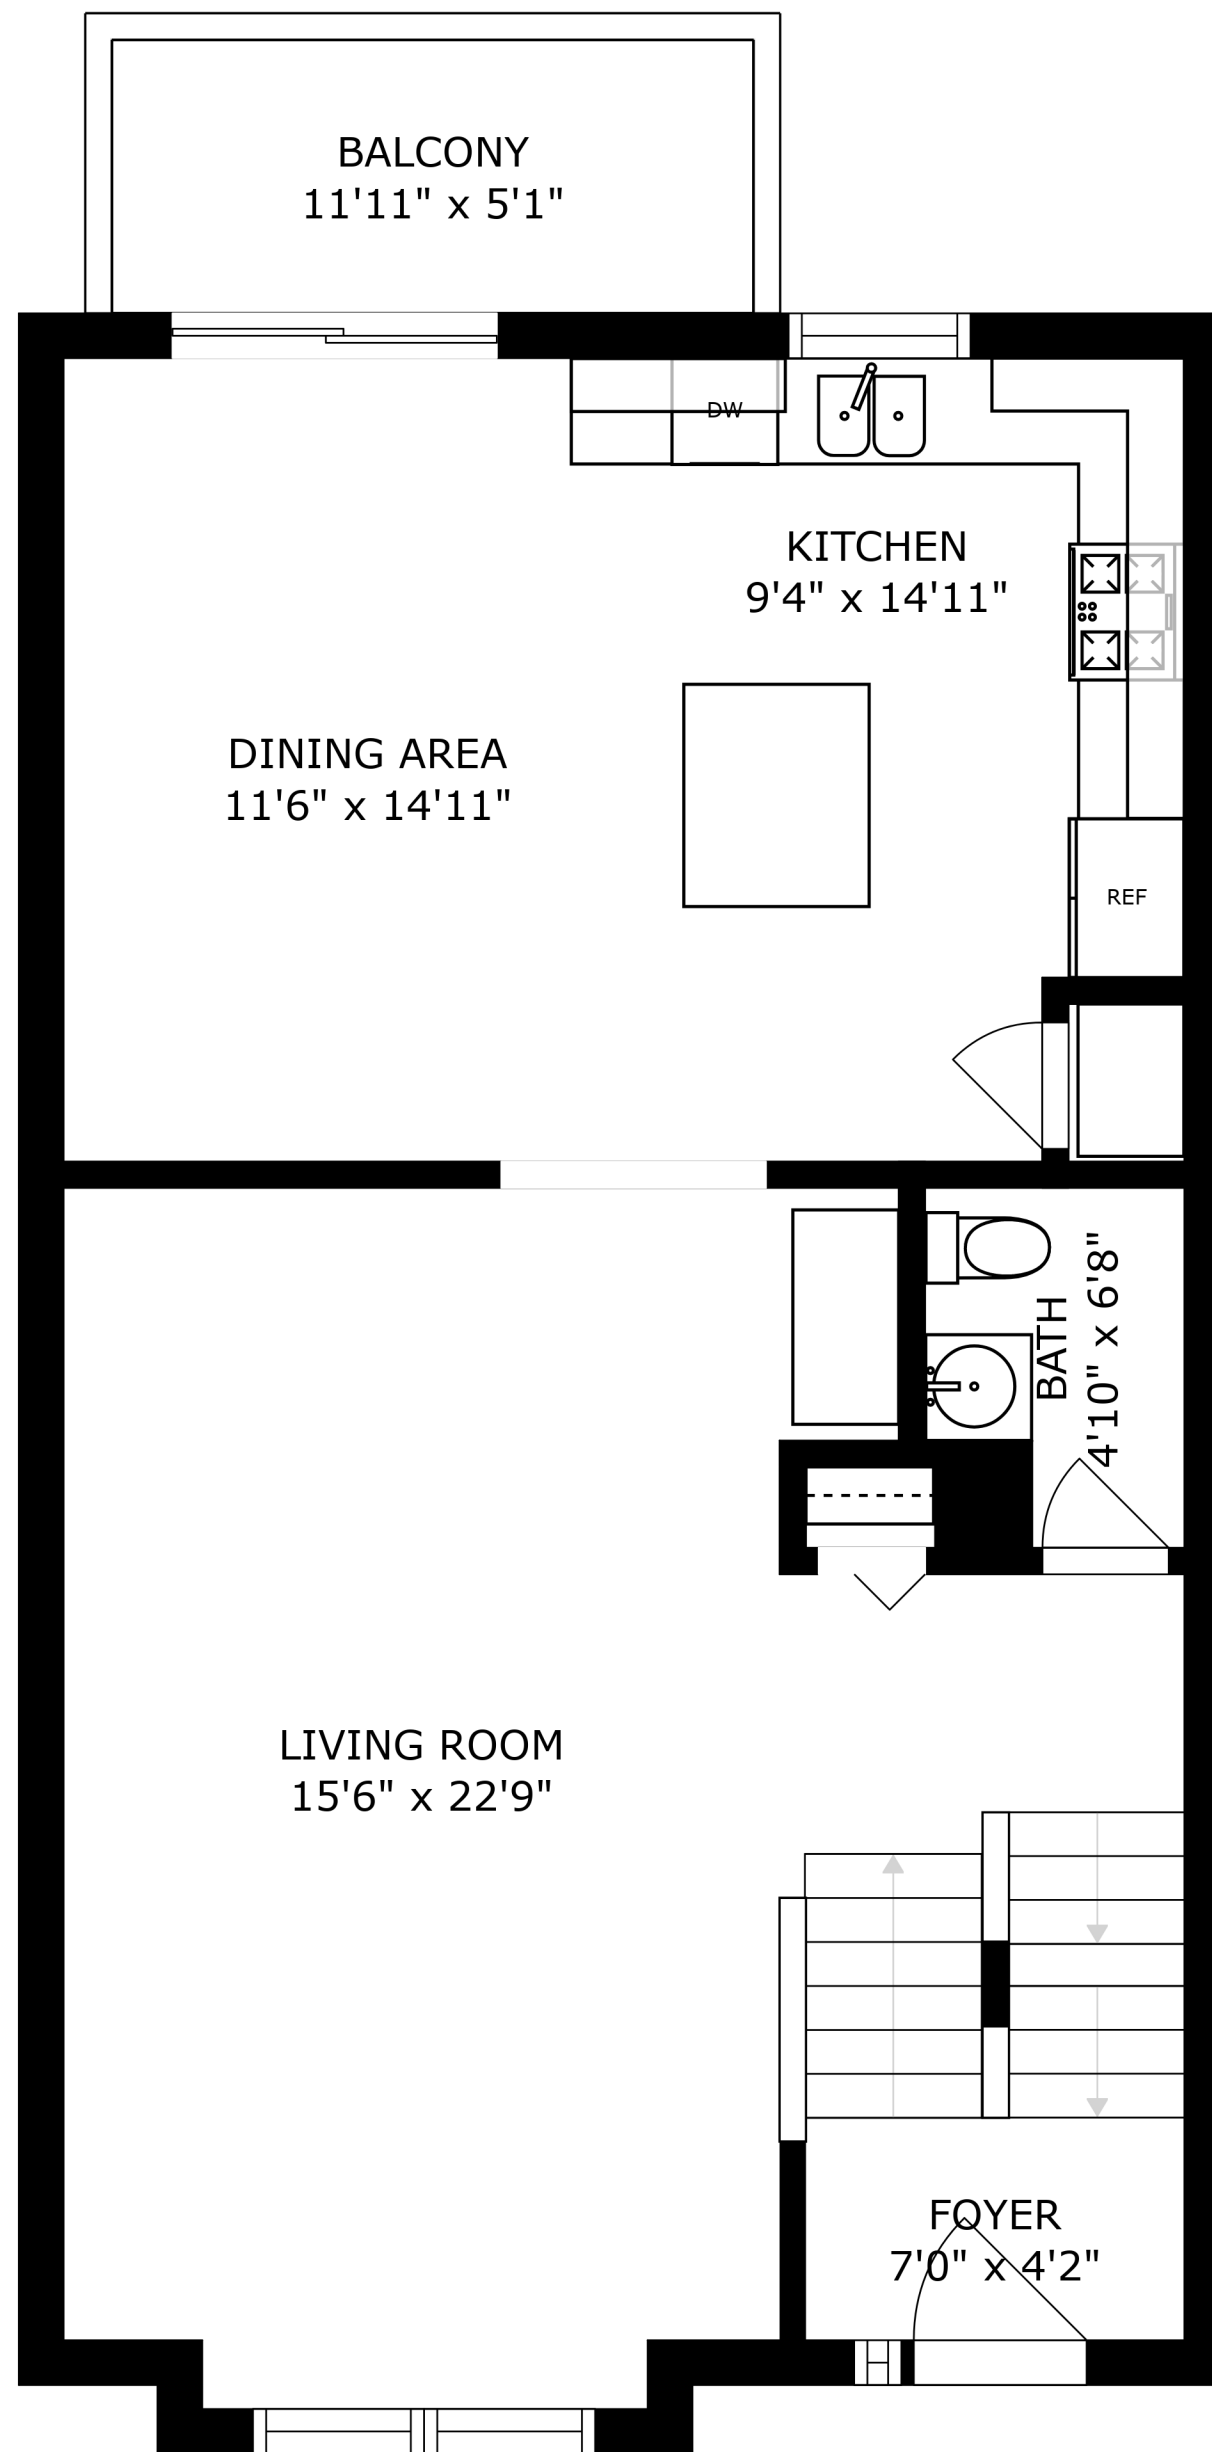 BALCONY
11'11" x 5'1"
DW
KITCHEN
9'4" x 14'11"
DINING AREA
11'6" x 14'11"
REF
BATH
4'10" x 6'8"
LIVING ROOM
15'6" x 22'9"
FOYER
7'0" x 4'2"